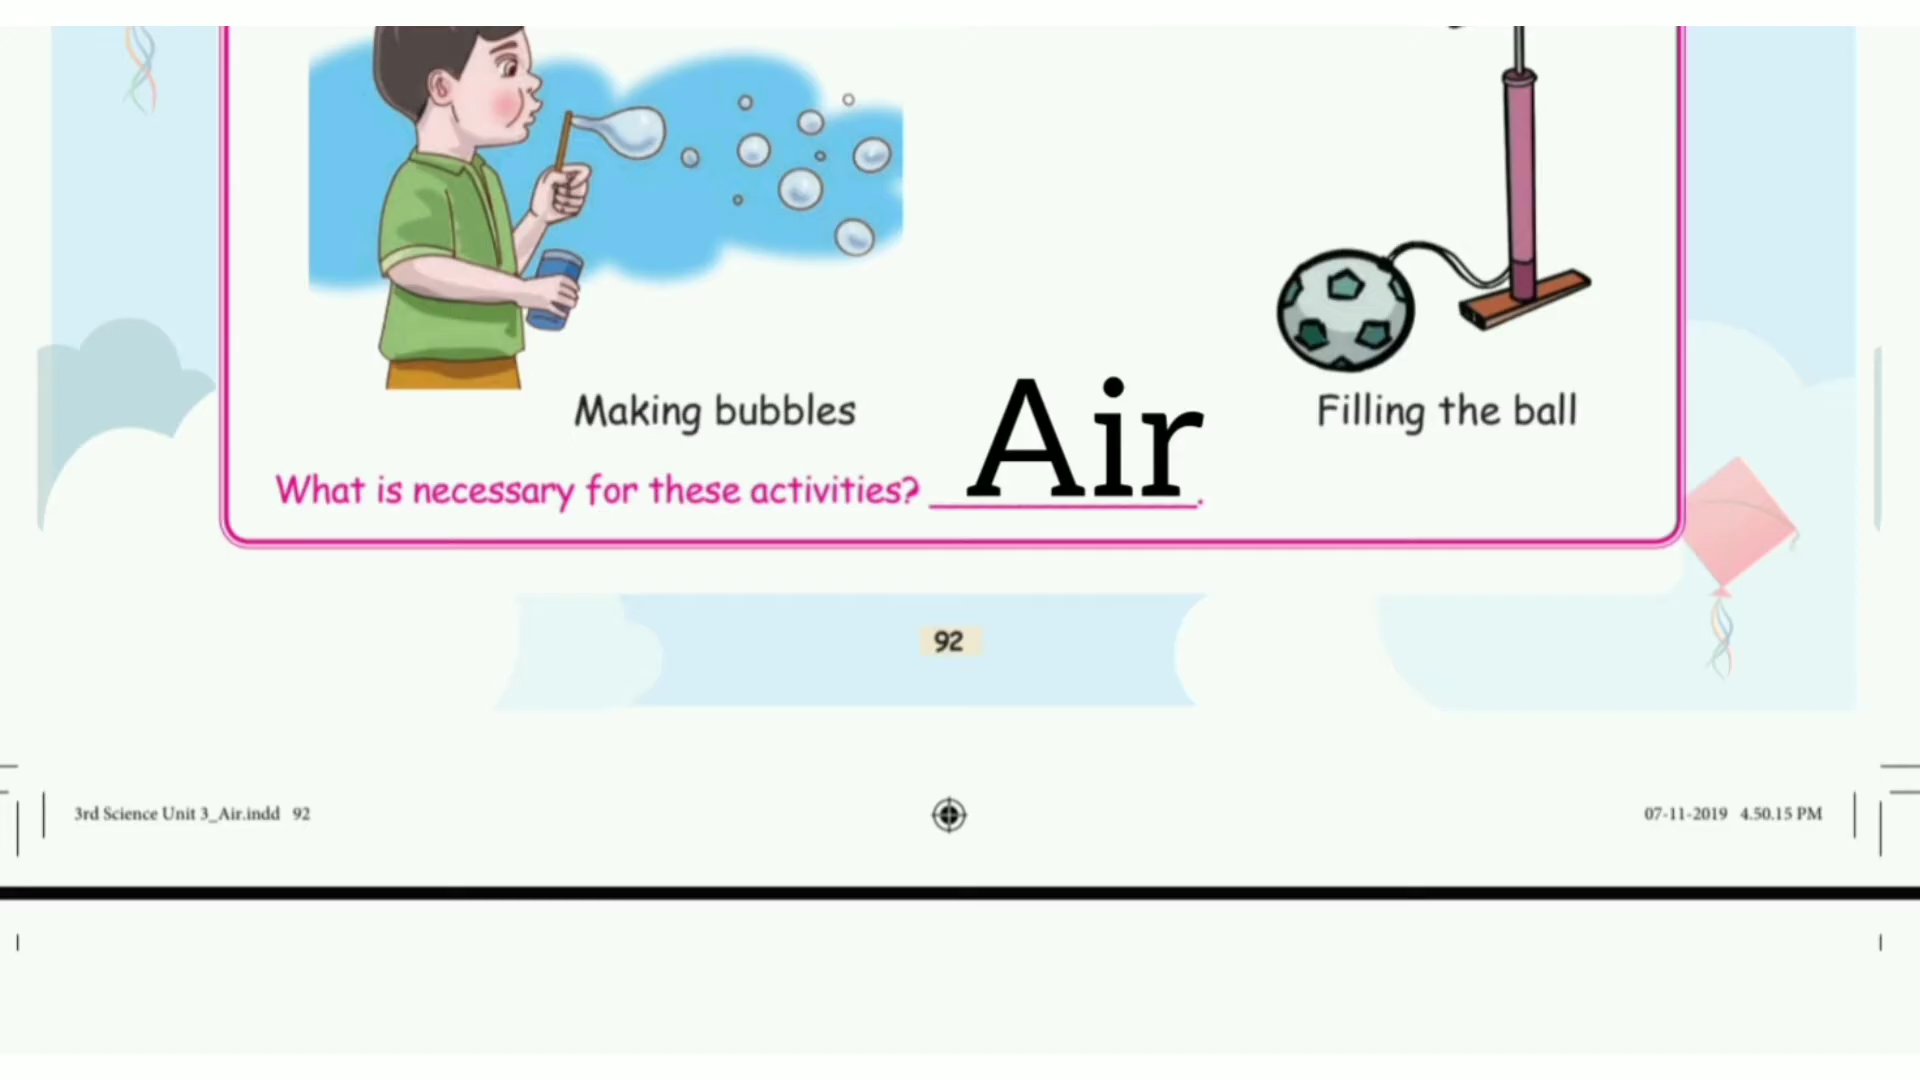 Making bubbles
Air
Filling the ball
What is necessary for these activities? ____________.
92
3rd Science Unit 3_Air.indd 92
07-11-2019 4.50.15 PM